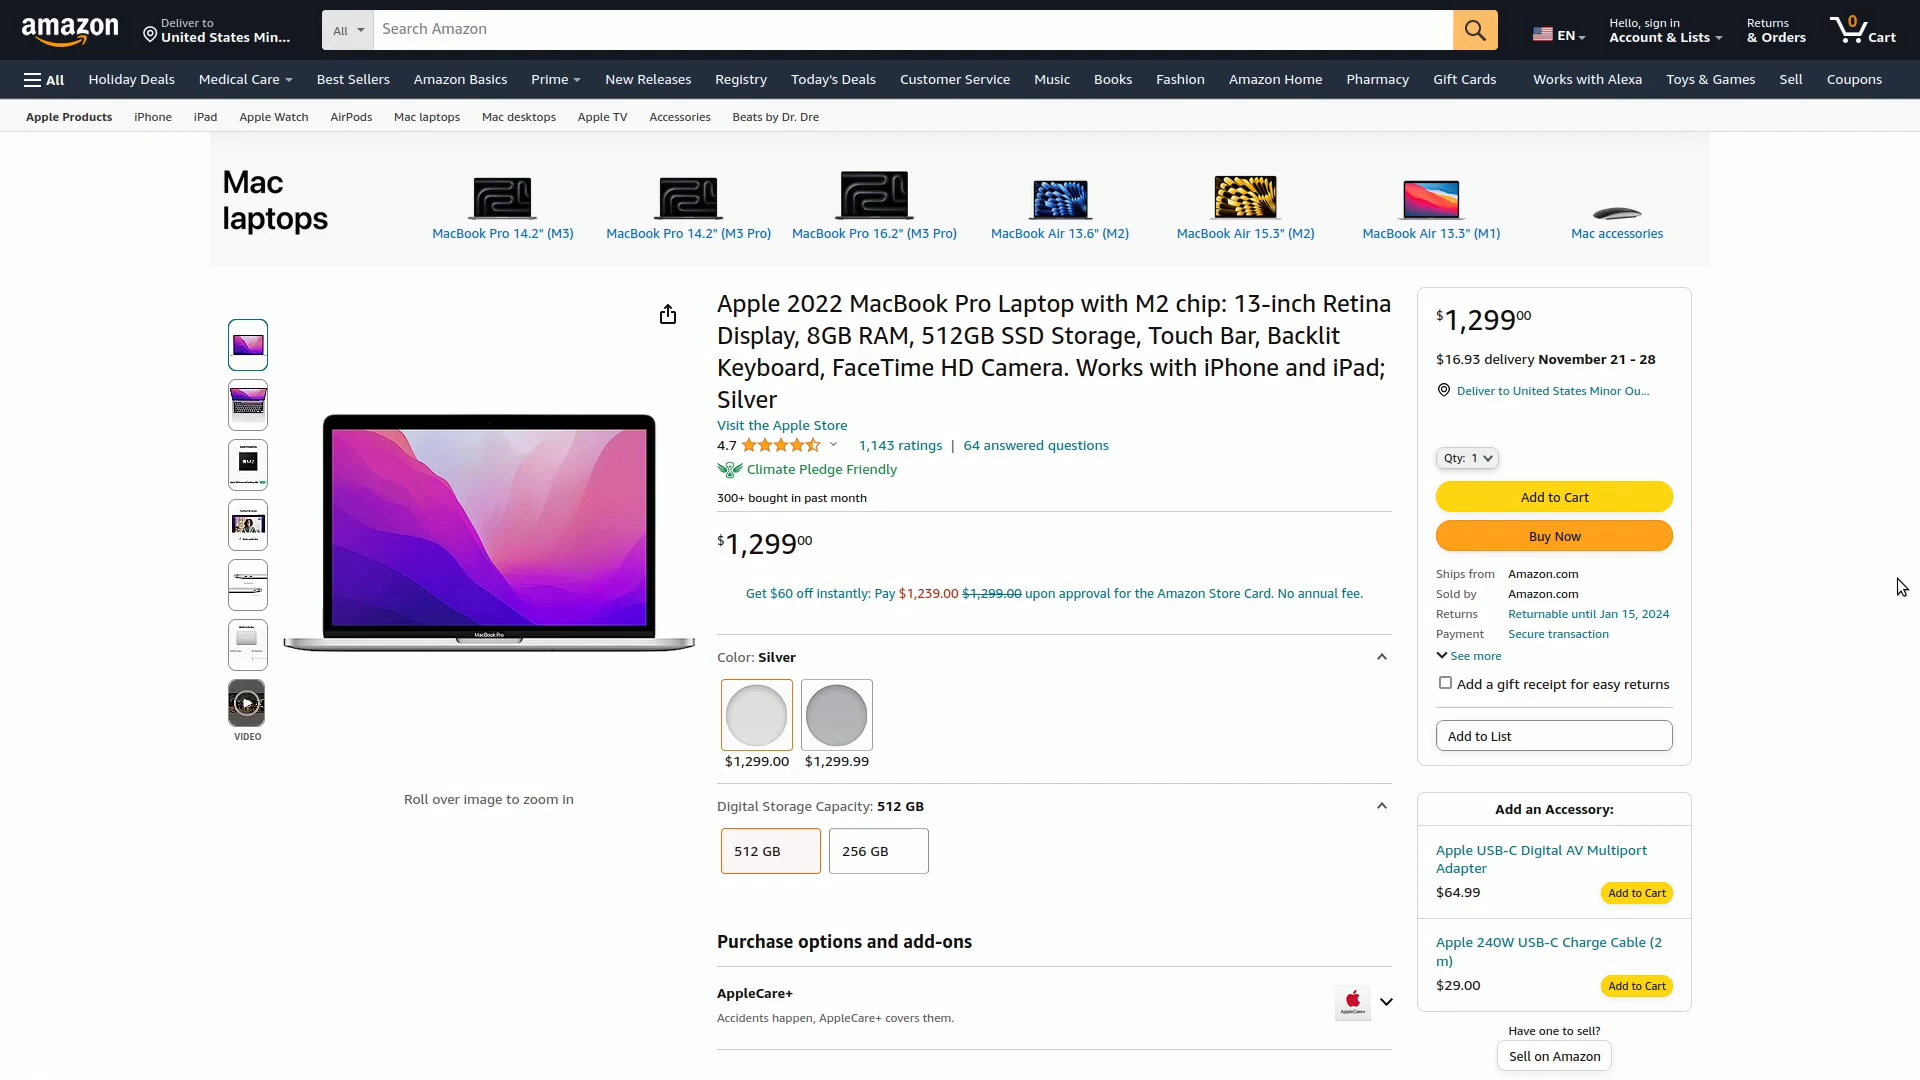 amazon
Deliver to
United States Min...
All
Search Amazon
EN
Hello, sign in
Account & Lists
Returns
& Orders
0
Cart
All
Holiday Deals
Medical Care
Best Sellers
Amazon Basics
Prime
New Releases
Registry
Today's Deals
Customer Service
Music
Books
Fashion
Amazon Home
Pharmacy
Gift Cards
Works with Alexa
Toys & Games
Sell
Coupons
Apple Products
iPhone
iPad
Apple Watch
AirPods
Mac laptops
Mac desktops
Apple TV
Accessories
Beats by Dr. Dre
Mac
laptops
MacBook Pro 14.2" (M3)
MacBook Pro 14.2" (M3 Pro)
MacBook Pro 16.2" (M3 Pro)
MacBook Air 13.6" (M2)
MacBook Air 15.3" (M2)
MacBook Air 13.3" (M1)
Mac accessories
VIDEO
MacBook Pro
Roll over image to zoom in
Apple 2022 MacBook Pro Laptop with M2 chip: 13-inch Retina
Display, 8GB RAM, 512GB SSD Storage, Touch Bar, Backlit
Keyboard, FaceTime HD Camera. Works with iPhone and iPad;
Silver
Visit the Apple Store
4.7
1,143 ratings | 64 answered questions
Climate Pledge Friendly
300+ bought in past month
$1,29900
Get $60 off instantly: Pay $1,239.00 $1,299.00 upon approval for the Amazon Store Card. No annual fee.
Color: Silver
$1,299.00
$1,299.99
Digital Storage Capacity: 512 GB
512 GB
256 GB
Purchase options and add-ons
AppleCare+
Accidents happen, AppleCare+ covers them.
AppleCare+
$1,29900
$16.93 delivery November 21 - 28
Deliver to United States Minor Ou...
Qty: 1
Add to Cart
Buy Now
Ships from Amazon.com
Sold by Amazon.com
Returns Returnable until Jan 15, 2024
Payment Secure transaction
See more
Add a gift receipt for easy returns
Add to List
Add an Accessory:
Apple USB-C Digital AV Multiport
Adapter
$64.99
Add to Cart
Apple 240W USB-C Charge Cable (2
m)
$29.00
Add to Cart
Have one to sell?
Sell on Amazon